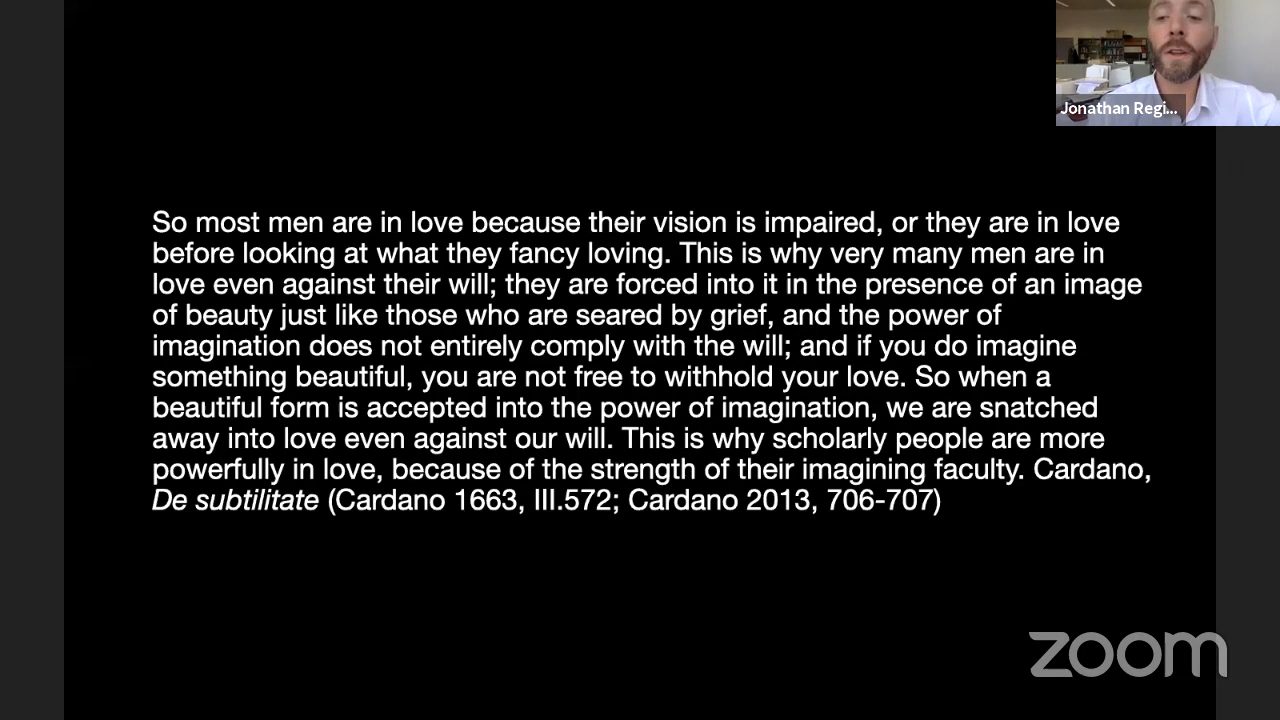 Jonathan Regi...
So most men are in love because their vision is impaired, or they are in love
before looking at what they fancy loving. This is why very many men are in
love even against their will; they are forced into it in the presence of an image
of beauty just like those who are seared by grief, and the power of
imagination does not entirely comply with the will; and if you do imagine
something beautiful, you are not free to withhold your love. So when a
beautiful form is accepted into the power of imagination, we are snatched
away into love even against our will. This is why scholarly people are more
powerfully in love, because of the strength of their imagining faculty. Cardano,
De subtilitate (Cardano 1663, III.572; Cardano 2013, 706-707)
zoom